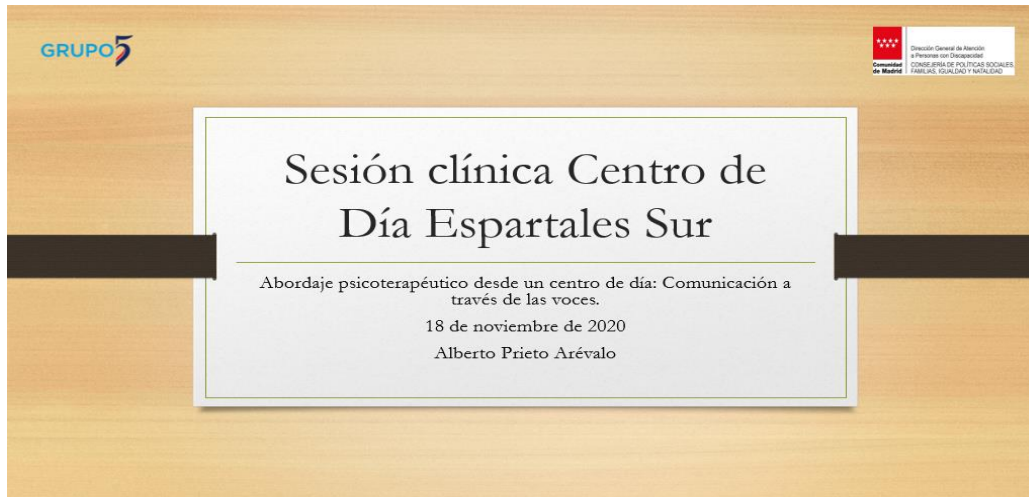 GRUPO5
Comunidad
de Madrid
Dirección General de Atención
a Personas con Discapacidad
CONSEJERÍA DE POLÍTICAS SOCIALES,
FAMILIAS, IGUALDAD Y NATALIDAD
Sesión clínica Centro de
Día Espartales Sur
Abordaje psicoterapéutico desde un centro de día: Comunicación a
través de las voces.
18 de noviembre de 2020
Alberto Prieto Arévalo